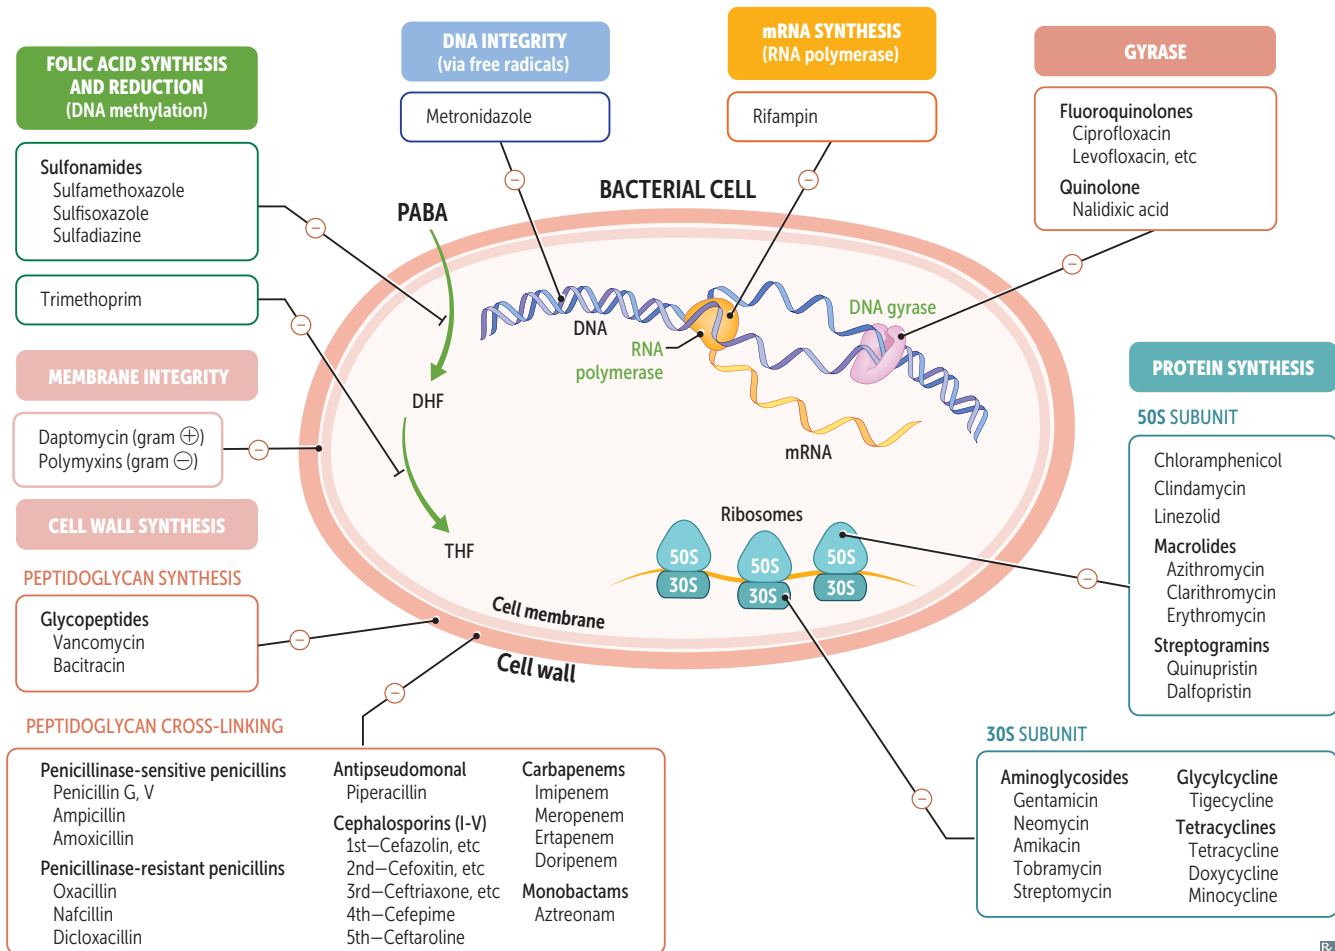 FOLIC ACID SYNTHESIS
AND REDUCTION
(DNA methylation)
Sulfonamides
Sulfamethoxazole
Sulfisoxazole
Sulfadiazine
Trimethoprim
MEMBRANE INTEGRITY
Daptomycin (gram ⊕)
Polymyxins (gram ⊖)
CELL WALL SYNTHESIS
PEPTIDOGLYCAN SYNTHESIS
Glycopeptides
Vancomycin
Bacitracin
PEPTIDOGLYCAN CROSS-LINKING
Penicillinase-sensitive penicillins
Penicillin G, V
Ampicillin
Amoxicillin
Penicillinase-resistant penicillins
Oxacillin
Nafcillin
Dicloxacillin
Antipseudomonal
Piperacillin
Cephalosporins (I-V)
1st—Cefazolin, etc
2nd—Cefoxitin, etc
3rd—Ceftriaxone, etc
4th—Cefepime
5th—Ceftaroline
Carbapenems
Imipenem
Meropenem
Ertapenem
Doripenem
Monobactams
Aztreonam
DNA INTEGRITY
(via free radicals)
Metronidazole
mRNA SYNTHESIS
(RNA polymerase)
Rifampin
GYRASE
Fluoroquinolones
Ciprofloxacin
Levofloxacin, etc
Quinolone
Nalidixic acid
BACTERIAL CELL
PABA
DHF
THF
DNA
RNA
polymerase
DNA gyrase
mRNA
Ribosomes
50S
30S
50S
30S
50S
30S
Cell membrane
Cell wall
PROTEIN SYNTHESIS
50S SUBUNIT
Chloramphenicol
Clindamycin
Linezolid
Macrolides
Azithromycin
Clarithromycin
Erythromycin
Streptogramins
Quinupristin
Dalfopristin
30S SUBUNIT
Aminoglycosides
Gentamicin
Neomycin
Amikacin
Tobramycin
Streptomycin
Glycylcycline
Tigecycline
Tetracyclines
Tetracycline
Doxycycline
Minocycline